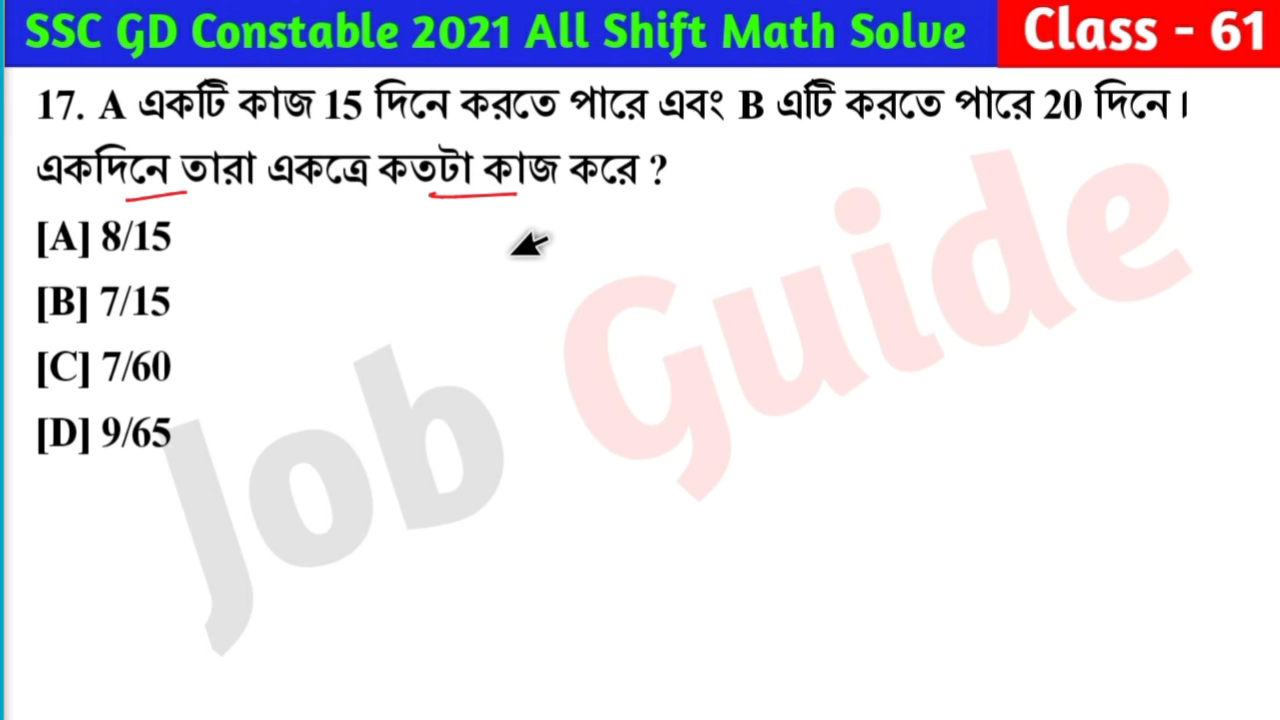 SSC GD Constable 2021 All Shift Math Solve Class - 61
17. A একটি কাজ 15 দিনে করতে পারে এবং B এটি করতে পারে 20 দিনে।
একদিনে তারা একত্রে কতটা কাজ করে ?
[A] 8/15
[B] 7/15
[C] 7/60
[D] 9/65
Job Guide